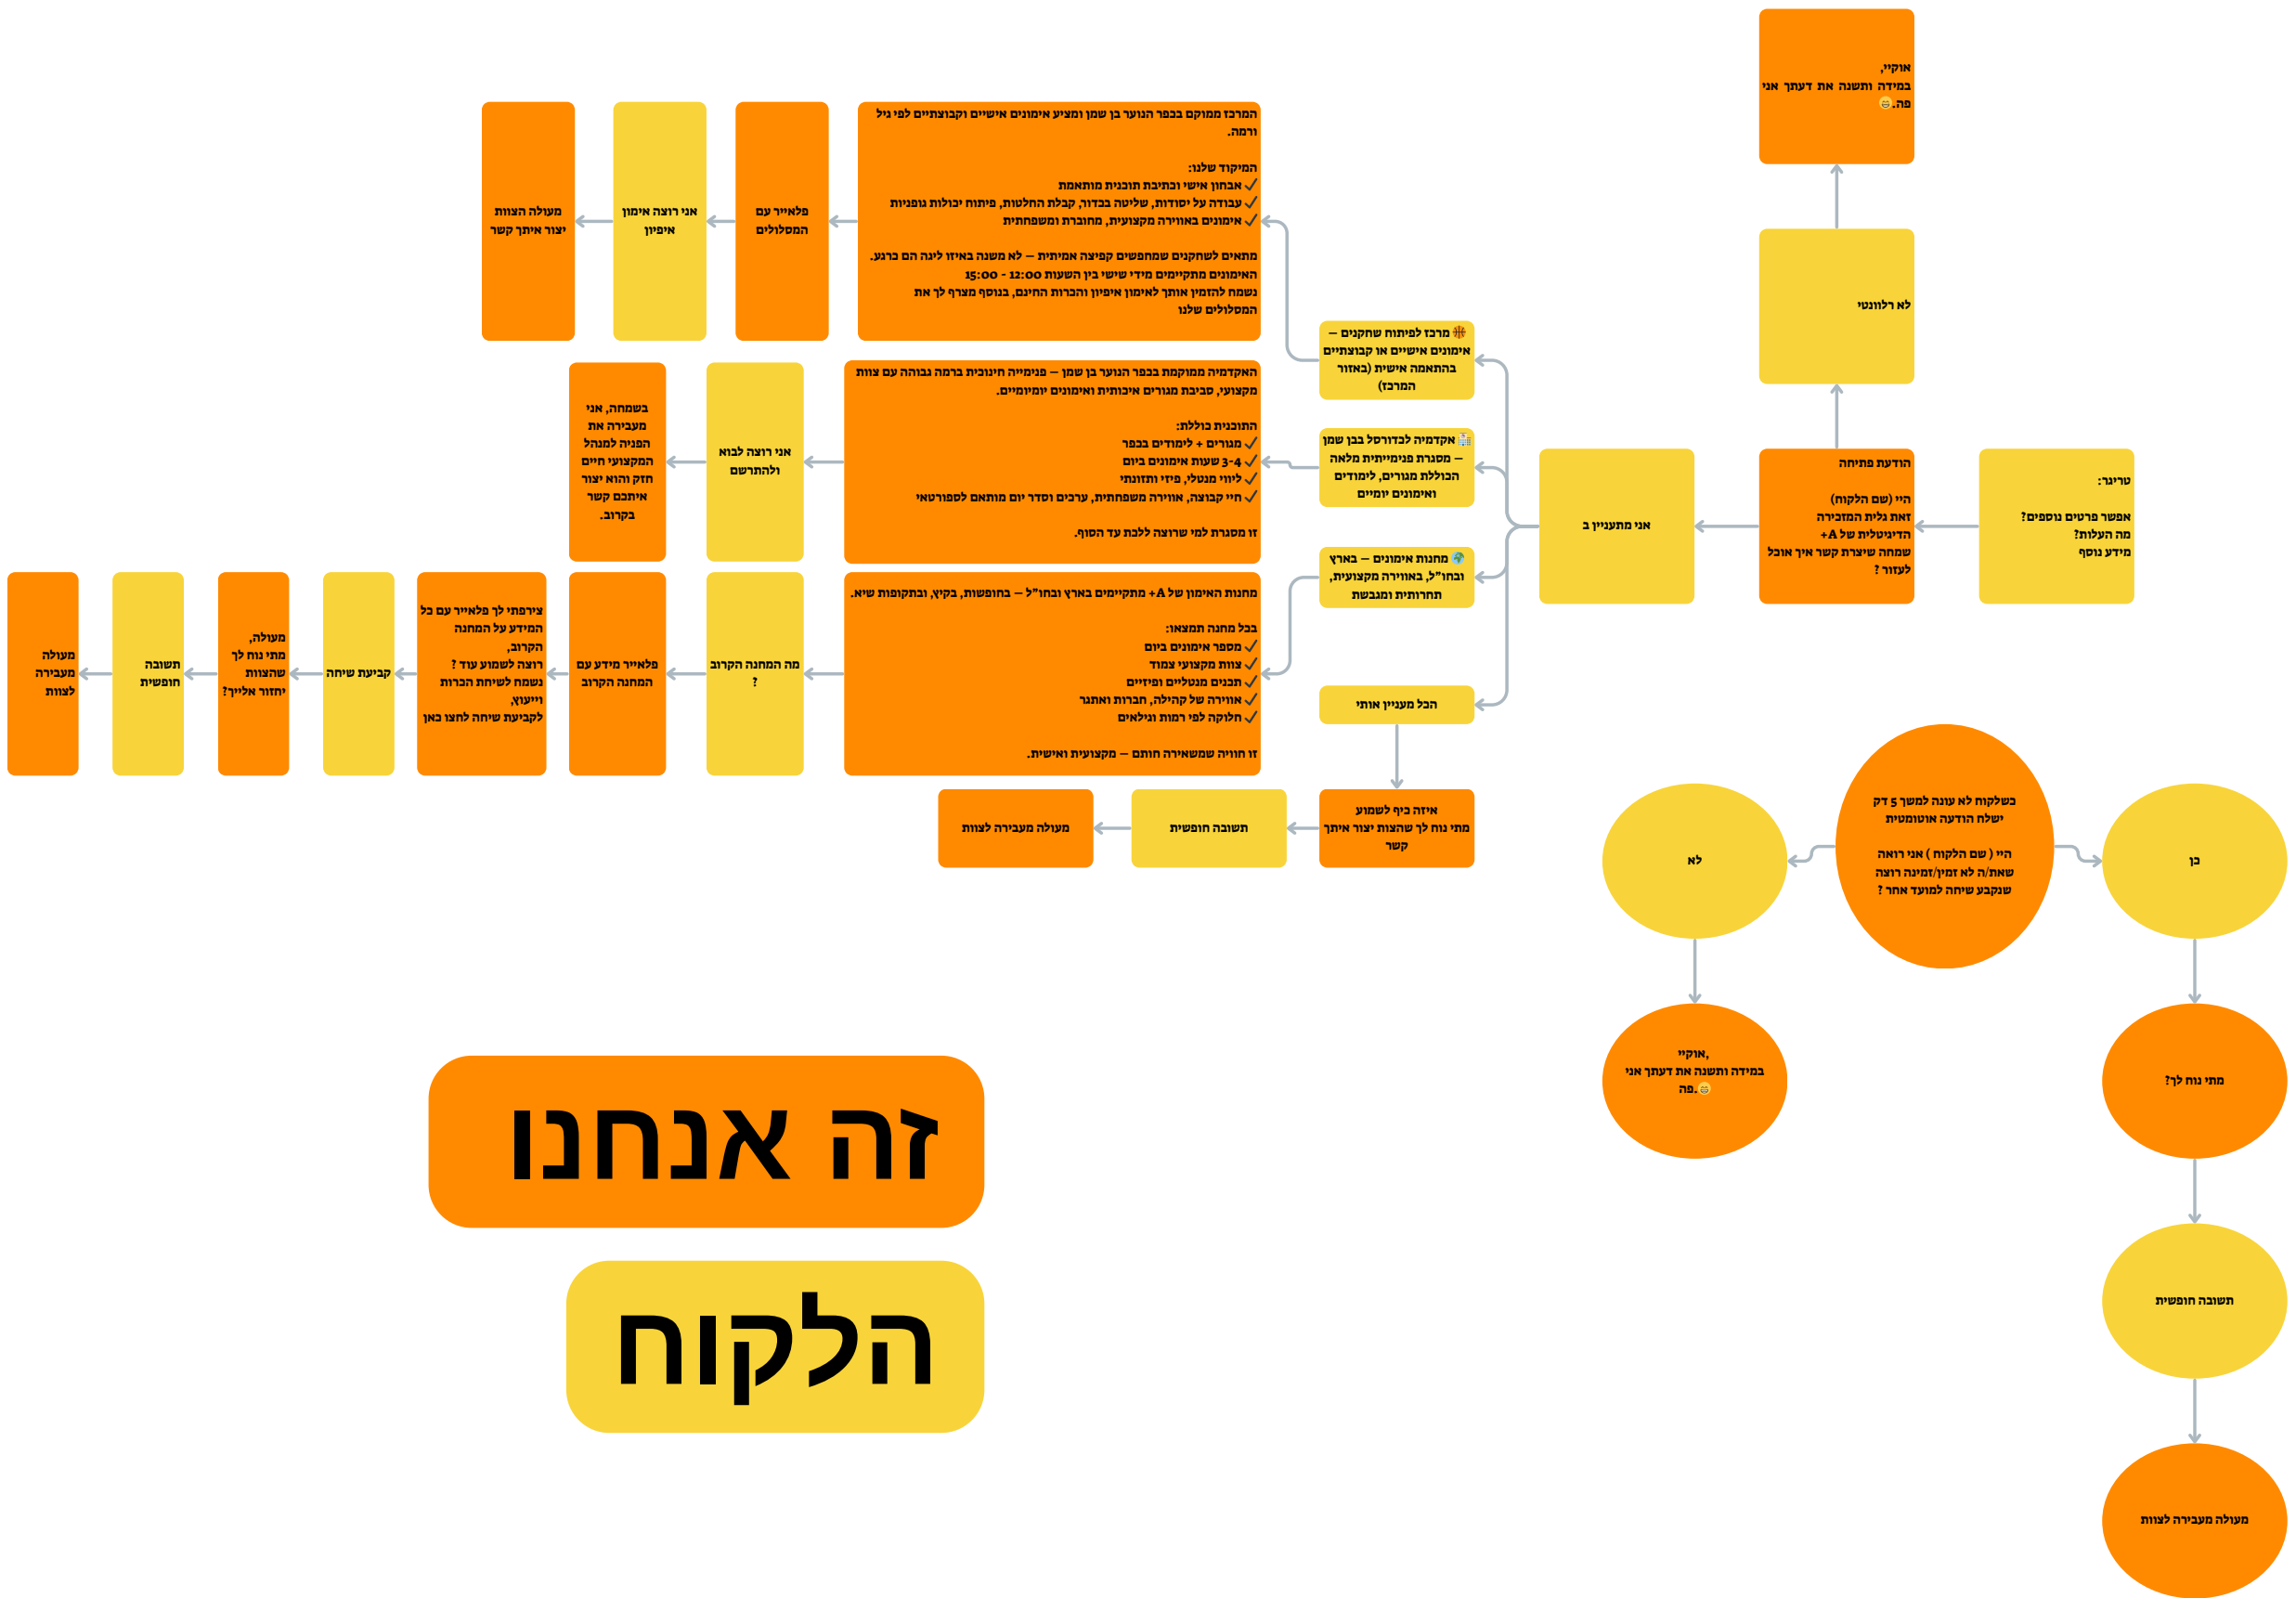 טריגר:
אפשר פרטים נוספים?
מה העלות?
מידע נוסף
הודעת פתיחה
היי (שם הלקוח)
זאת גלית המזכירה
הדיגיטלית של A+
שמחה שיצרת קשר איך אוכל
לעזור ?
לא רלוונטי
אוקיי,
במידה ותשנה את דעתך אני
פה.😁
אני מתעניין ב
🏀 מרכז לפיתוח שחקנים –
אימונים אישיים או קבוצתיים
בהתאמה אישית (באזור
המרכז)
המרכז ממוקם בכפר הנוער בן שמן ומציע אימונים אישיים וקבוצתיים לפי גיל
ורמה.
המיקוד שלנו:
✔ אבחון אישי וכתיבת תוכנית מותאמת
✔ עבודה על יסודות, שליטה בכדור, קבלת החלטות, פיתוח יכולות גופניות
✔ אימונים באווירה מקצועית, מחוברת ומשפחתית
מתאים לשחקנים שמחפשים קפיצה אמיתית – לא משנה באיזו ליגה הם כרגע.
האימונים מתקיימים מידי שישי בין השעות 12:00 - 15:00
נשמח להזמין אותך לאימון איפיון והכרות החינם, בנוסף מצרף לך את
המסלולים שלנו
פלאייר עם
המסלולים
אני רוצה אימון
איפיון
מעולה הצוות
יצור איתך קשר
🏫 אקדמיה לכדורסל בבן שמן
– מסגרת פנימייתית מלאה
הכוללת מגורים, לימודים
ואימונים יומיים
האקדמיה ממוקמת בכפר הנוער בן שמן – פנימייה חינוכית ברמה גבוהה עם צוות
מקצועי, סביבת מגורים איכותית ואימונים יומיומיים.
התוכנית כוללת:
✔ מגורים + לימודים בכפר
✔ 3-4 שעות אימונים ביום
✔ ליווי מנטלי, פיזי ותזונתי
✔ חיי קבוצה, אווירה משפחתית, ערכים וסדר יום מותאם לספורטאי
זו מסגרת למי שרוצה ללכת עד הסוף.
אני רוצה לבוא
ולהתרשם
בשמחה, אני
מעבירה את
הפניה למנהל
המקצועי חיים
חזק והוא יצור
איתכם קשר
בקרוב.
🌍 מחנות אימונים – בארץ
ובחו"ל, באווירה מקצועית,
תחרותית ומגבשת
מחנות האימון של A+ מתקיימים בארץ ובחו"ל – בחופשות, בקיץ, ובתקופות שיא.
בכל מחנה תמצאו:
✔ מספר אימונים ביום
✔ צוות מקצועי צמוד
✔ תכנים מנטליים ופיזיים
✔ אווירה של קהילה, חברות ואתגר
✔ חלוקה לפי רמות וגילאים
זו חוויה שמשאירה חותם – מקצועית ואישית.
מה המחנה הקרוב
?
פלאייר מידע עם
המחנה הקרוב
צירפתי לך פלאייר עם כל
המידע על המחנה
הקרוב,
רוצה לשמוע עוד ?
נשמח לשיחת הכרות
וייעוץ,
לקביעת שיחה לחצו כאן
קביעת שיחה
מעולה,
מתי נוח לך
שהצוות
יחזור אלייך?
תשובה
חופשית
מעולה
מעבירה
לצוות
הכל מעניין אותי
איזה כיף לשמוע
מתי נוח לך שהצות יצור איתך
קשר
תשובה חופשית
מעולה מעבירה לצוות
כשלקוח לא עונה למשך 5 דק
ישלח הודעה אוטומטית
היי ( שם הלקוח ) אני רואה
שאת/ה לא זמין/זמינה רוצה
שנקבע שיחה למועד אחר ?
כן
מתי נוח לך?
תשובה חופשית
מעולה מעבירה לצוות
לא
אוקיי,
במידה ותשנה את דעתך אני
פה.😁
זה אנחנו
הלקוח